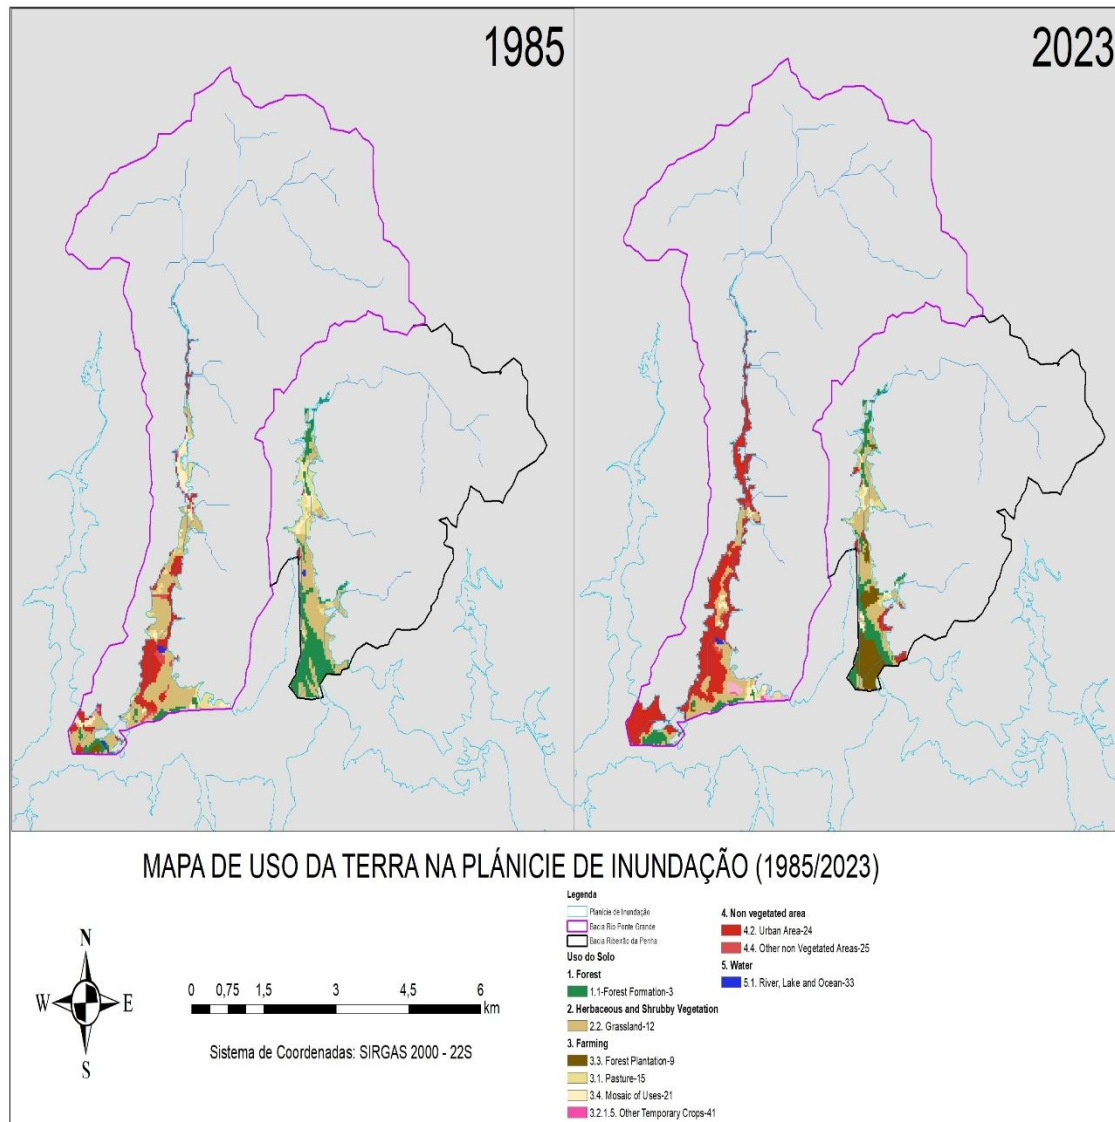 1985
2023
MAPA DE USO DA TERRA NA PLÁNICIE DE INUNDAÇÃO (1985/2023)
N
W
E
S
0 0,75 1,5 3 4,5 6
km
Sistema de Coordenadas: SIRGAS 2000 - 22S
Legenda
Planície de Inundação
Bacia Rio Ponte Grande
Bacia Ribeirão da Penha
Uso do Solo
1. Forest
1.1-Forest Formation-3
2. Herbaceous and Shrubby Vegetation
2.2. Grassland-12
3. Farming
3.3. Forest Plantation-9
3.1. Pasture-15
3.4. Mosaic of Uses-21
3.2.1.5. Other Temporary Crops-41
4. Non vegetated area
4.2. Urban Area-24
4.4. Other non Vegetated Areas-25
5. Water
5.1. River, Lake and Ocean-33